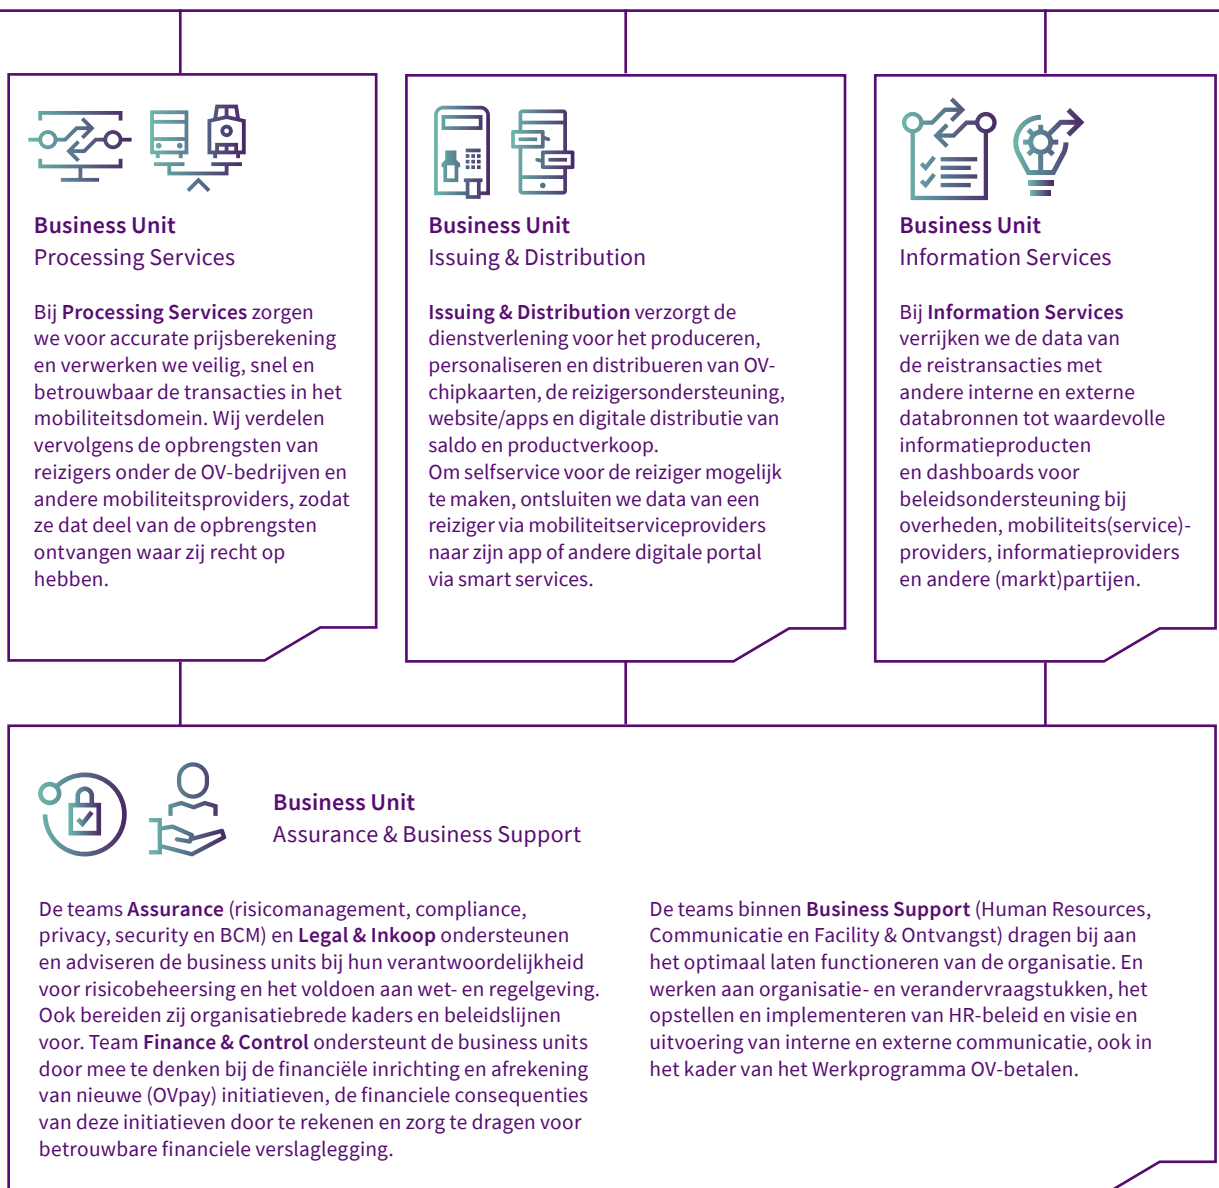 Business Unit
Processing Services
Bij Processing Services zorgen
we voor accurate prijsberekening
en verwerken we veilig, snel en
betrouwbaar de transacties in het
mobiliteitsdomein. Wij verdelen
vervolgens de opbrengsten van
reizigers onder de OV-bedrijven en
andere mobiliteitsproviders, zodat
ze dat deel van de opbrengsten
ontvangen waar zij recht op
hebben.
Business Unit
Issuing & Distribution
Issuing & Distribution verzorgt de
dienstverlening voor het produceren,
personaliseren en distribueren van OV-
chipkaarten, de reizigersondersteuning,
website/apps en digitale distributie van
saldo en productverkoop.
Om selfservice voor de reiziger mogelijk
te maken, ontsluiten we data van een
reiziger via mobiliteitserviceproviders
naar zijn app of andere digitale portal
via smart services.
Business Unit
Information Services
Bij Information Services
verrijken we de data van
de reistransacties met
andere interne en externe
databronnen tot waardevolle
informatieproducten
en dashboards voor
beleidsondersteuning bij
overheden, mobiliteits(service)-
providers, informatieproviders
en andere (markt)partijen.
Business Unit
Assurance & Business Support
De teams Assurance (risicomanagement, compliance,
privacy, security en BCM) en Legal & Inkoop ondersteunen
en adviseren de business units bij hun verantwoordelijkheid
voor risicobeheersing en het voldoen aan wet- en regelgeving.
Ook bereiden zij organisatiebrede kaders en beleidslijnen
voor. Team Finance & Control ondersteunt de business units
door mee te denken bij de financiële inrichting en afrekening
van nieuwe (OVpay) initiatieven, de financiele consequenties
van deze initiatieven door te rekenen en zorg te dragen voor
betrouwbare financiele verslaglegging.
De teams binnen Business Support (Human Resources,
Communicatie en Facility & Ontvangst) dragen bij aan
het optimaal laten functioneren van de organisatie. En
werken aan organisatie- en verandervraagstukken, het
opstellen en implementeren van HR-beleid en visie en
uitvoering van interne en externe communicatie, ook in
het kader van het Werkprogramma OV-betalen.